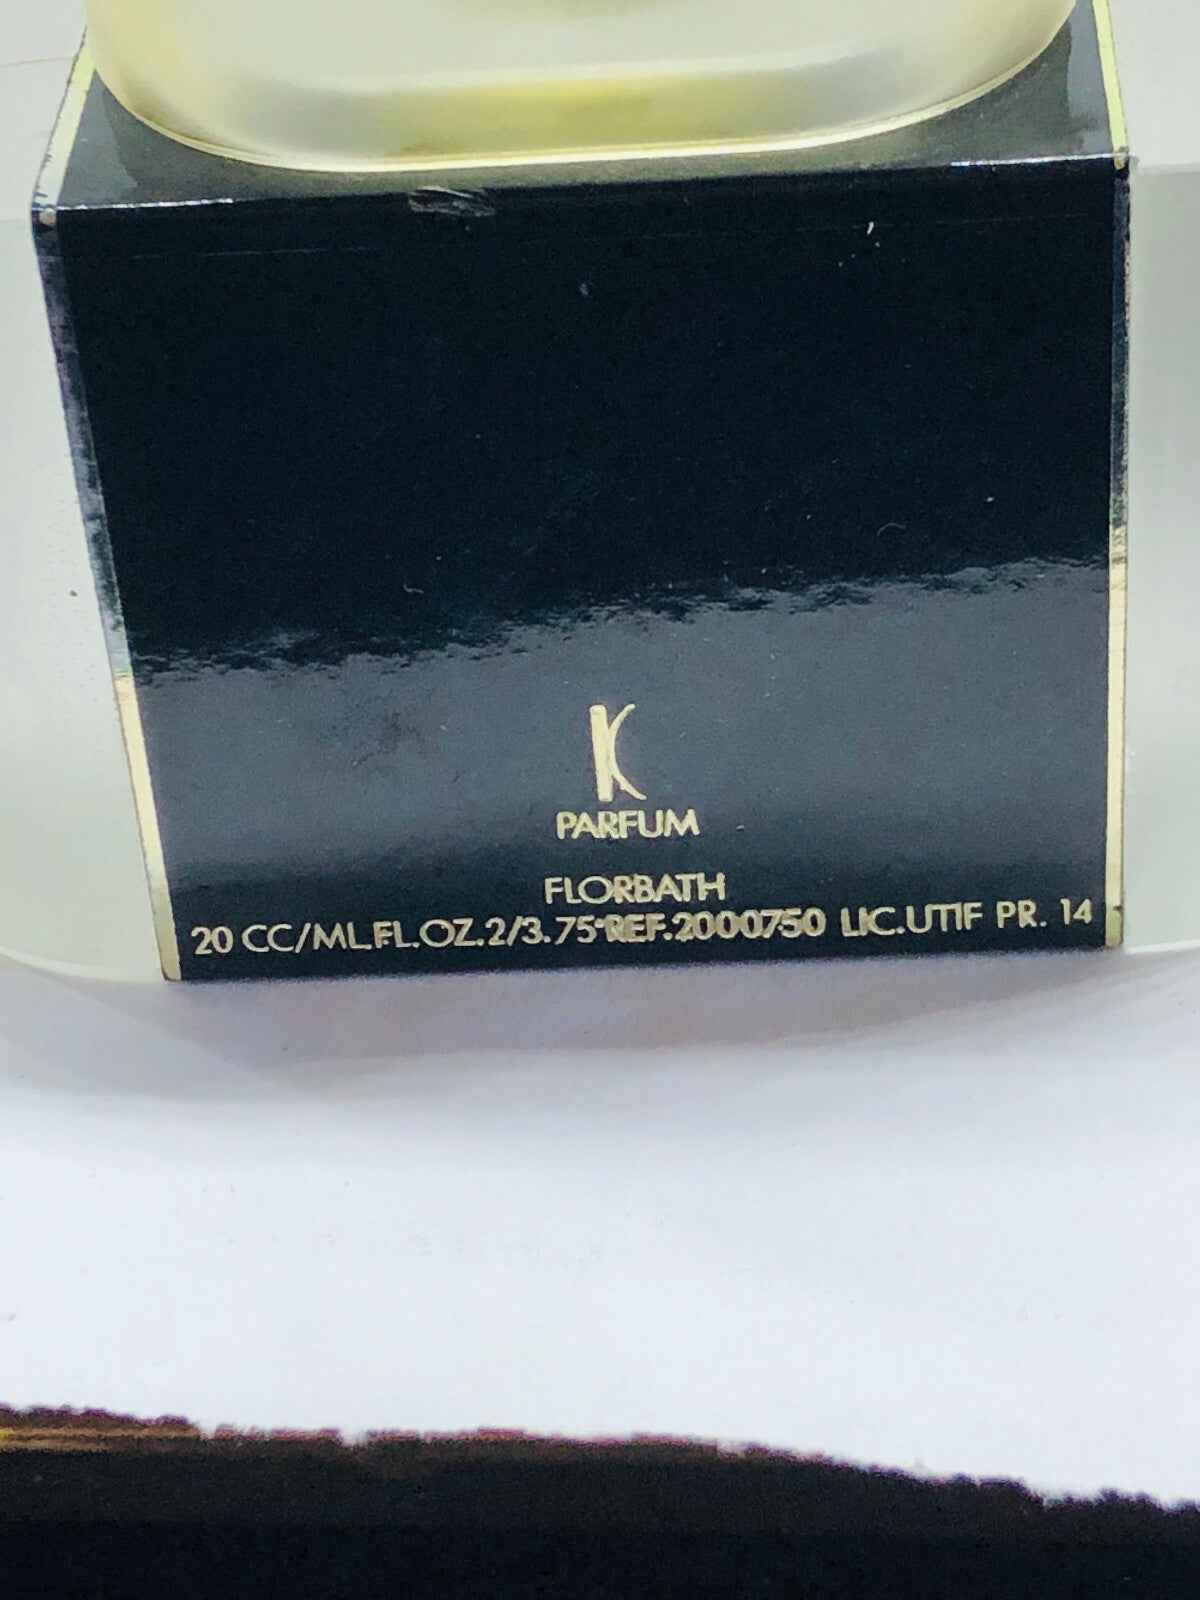 K
PARFUM
FLORBATH
20 CC/ML.FL.OZ.2/3.75•REF.2000750 LIC.UTIF PR. 14